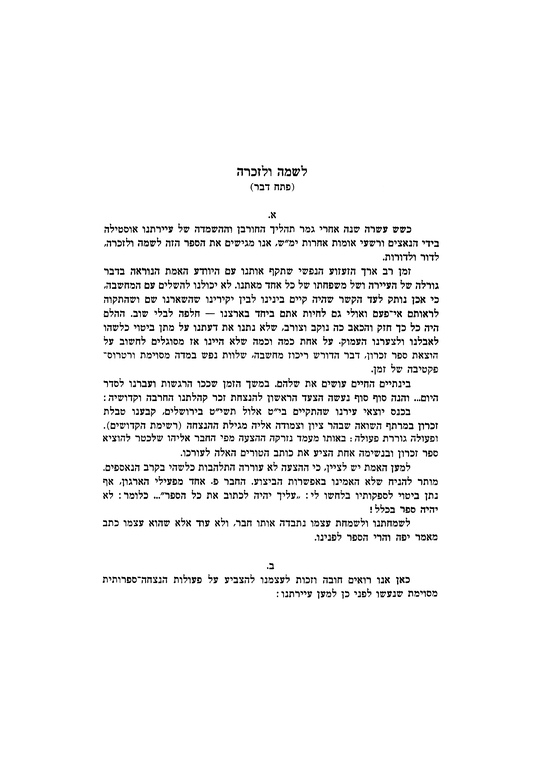 לשמה ולזכרה
(פתח דבר)
א.
כשש עשרה שנה אחרי גמר תהליך החורבן וההשמדה של עיירתנו אוסטילה
בידי הנאצים ורשעי אומות אחרות ימ״ש, אנו מגישים את הספר הזה לשמה ולזכרה,
לדור ולדורות.
זמן רב ארך הזעזוע הנפשי שתקף אותנו עם היוודע האמת הנוראה בדבר
גורלה של העיירה ושל משפחתו של כל אחד מאתנו. לא יכולנו להשלים עם המחשבה,
כי אכן נותק לעד הקשר שהיה קיים בינינו לבין יקירינו שהשארנו שם ושהתקוה
לראותם אי־פעם ואולי גם לחיות אתם ביחד בארצנו — חלפה לבלי שוב. ההלם
היה כל כך חזק והכאב כה נוקב וצורב, שלא נתנו את דעתנו על מתן ביטוי כלשהו
לאבלנו ולצערנו העמוק. על אחת כמה וכמה שלא היינו אז מסוגלים לחשוב על
הוצאת ספר זכרון, דבר הדורש ריכוז מחשבה, שלוות נפש במדה מסוימת ורטרוס־
פקטיבה של זמן.
בינתיים החיים עושים את שלהם. במשך הזמן שככו הרגשות ועברנו לסדר
היום... והנה סוף סוף נעשה הצעד הראשון להנצחת זכר קהלתנו החרבה וקדושיה:
בכנס יוצאי עירנו שהתקיים בי״ט אלול תשי״ט בירושלים, קבענו טבלת
זכרון במרתף השואה שבהר ציון וצמודה אליה מגילת ההנצחה (רשימת הקדושים).
ופעולה גוררת פעולה: באותו מעמד נזרקה ההצעה מפי החבר אליהו שלכטר להוציא
ספר זכרון ובנשימה אחת הציע את כותב הטורים האלה לעורכו.
למען האמת יש לציין, כי ההצעה לא עוררה התלהבות כלשהי בקרב הנאספים.
מותר להניח שלא האמינו באפשרות הביצוע. החבר פ. אחד מפעילי הארגון, אף
נתן ביטוי לספקותיו בלחשו לי: „עליך יהיה לכתוב את כל הספר״... כלומר: לא
יהיה ספר בכלל!
לשמחתנו ולשמחת עצמו נתבדה אותו חבר, ולא עוד אלא שהוא עצמו כתב
מאמר יפה והרי הספר לפנינו.
ב.
כאן אנו רואים חובה וזכות לעצמנו להצביע על פעולות הנצחה־ספרותית
מסוימת שנעשו לפני כן למען עיירתנו: